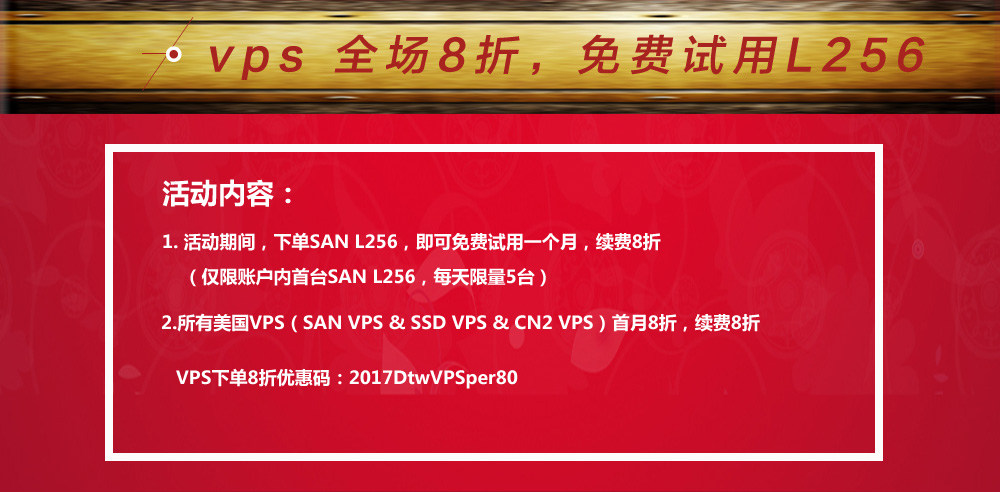 vps 全场8折，免费试用L256
活动内容：
1. 活动期间，下单SAN L256，即可免费试用一个月，续费8折
（仅限账户内首台SAN L256，每天限量5台）
2.所有美国VPS（SAN VPS & SSD VPS & CN2 VPS）首月8折，续费8折
VPS下单8折优惠码：2017DtwVPSper80